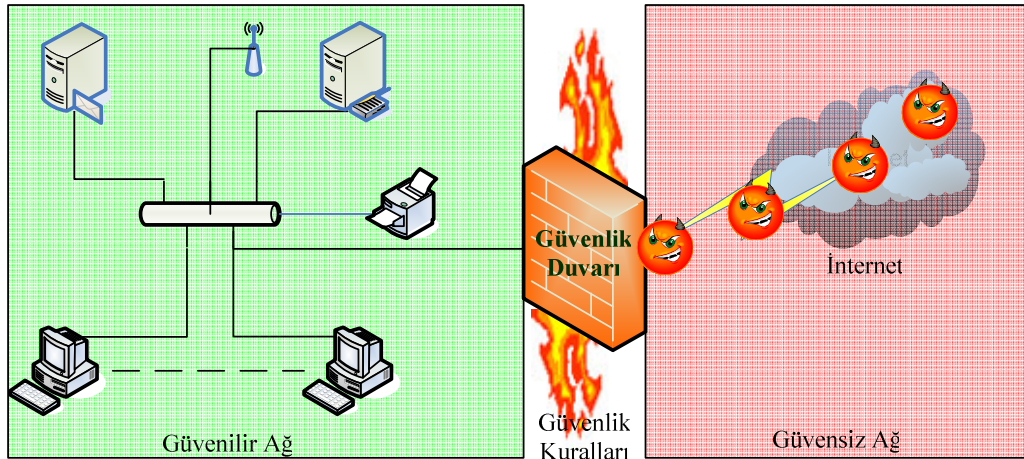 Güvenlik
Duvarı
İnternet
Güvenilir Ağ
Güvenlik
Kuralları
Güvensiz Ağ